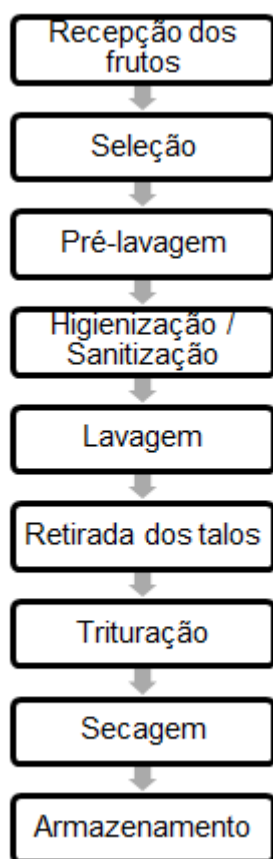 Recepção dos
frutos
Seleção
Pré-lavagem
Higienização /
Sanitização
Lavagem
Retirada dos talos
Trituração
Secagem
Armazenamento